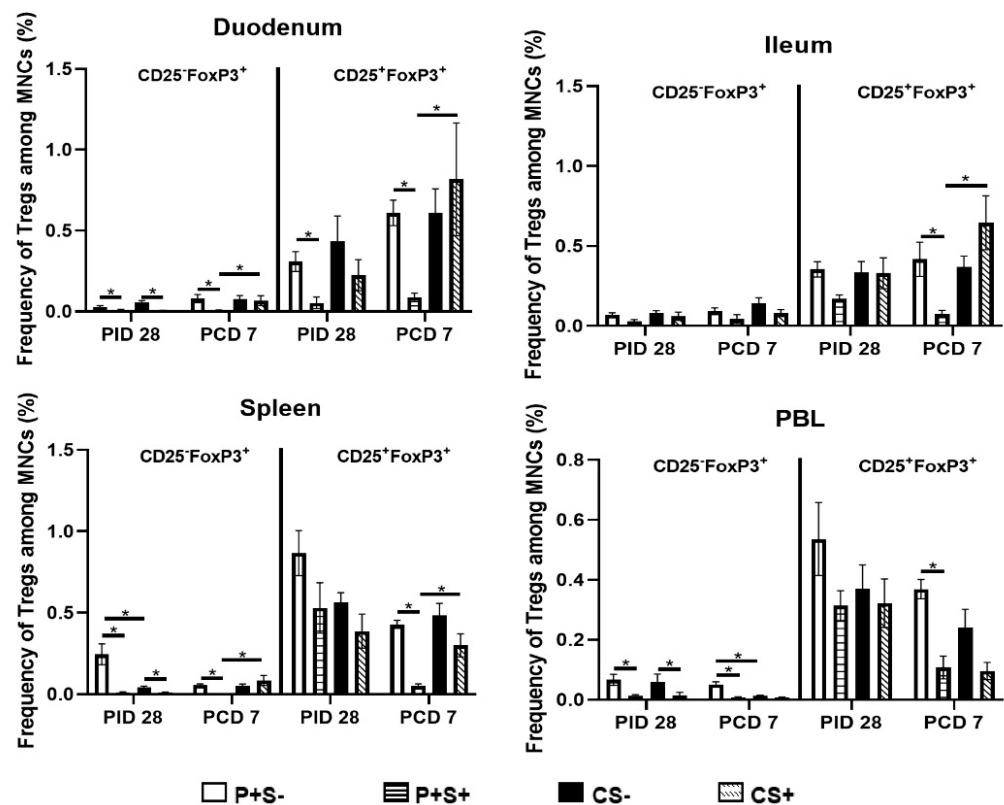 Duodenum
Frequency of Tregs among MNCs (%)
1.5
1.0
0.5
0.0
CD25⁻FoxP3⁺
CD25⁺FoxP3⁺
* * * * * * *
PID 28 PCD 7 PID 28 PCD 7
Ileum
Frequency of Tregs among MNCs (%)
1.5
1.0
0.5
0.0
CD25⁻FoxP3⁺
CD25⁺FoxP3⁺
* *
PID 28 PCD 7 PID 28 PCD 7
Spleen
Frequency of Tregs among MNCs (%)
1.5
1.0
0.5
0.0
CD25⁻FoxP3⁺
CD25⁺FoxP3⁺
* * * * * * *
PID 28 PCD 7 PID 28 PCD 7
PBL
Frequency of Tregs among MNCs (%)
0.8
0.6
0.4
0.2
0.0
CD25⁻FoxP3⁺
CD25⁺FoxP3⁺
* * * * *
PID 28 PCD 7 PID 28 PCD 7
P+S- P+S+ CS- CS+